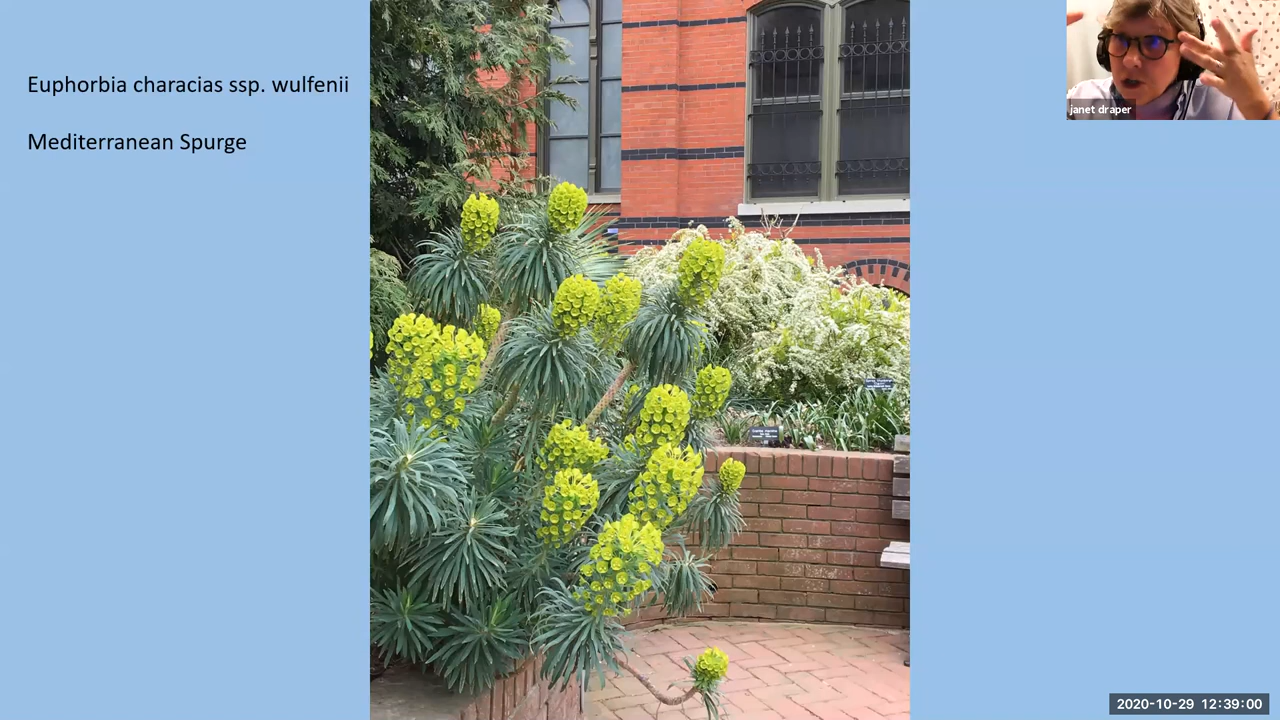 Euphorbia characias ssp. wulfenii
Mediterranean Spurge
janet draper
2020-10-29 12:39:00